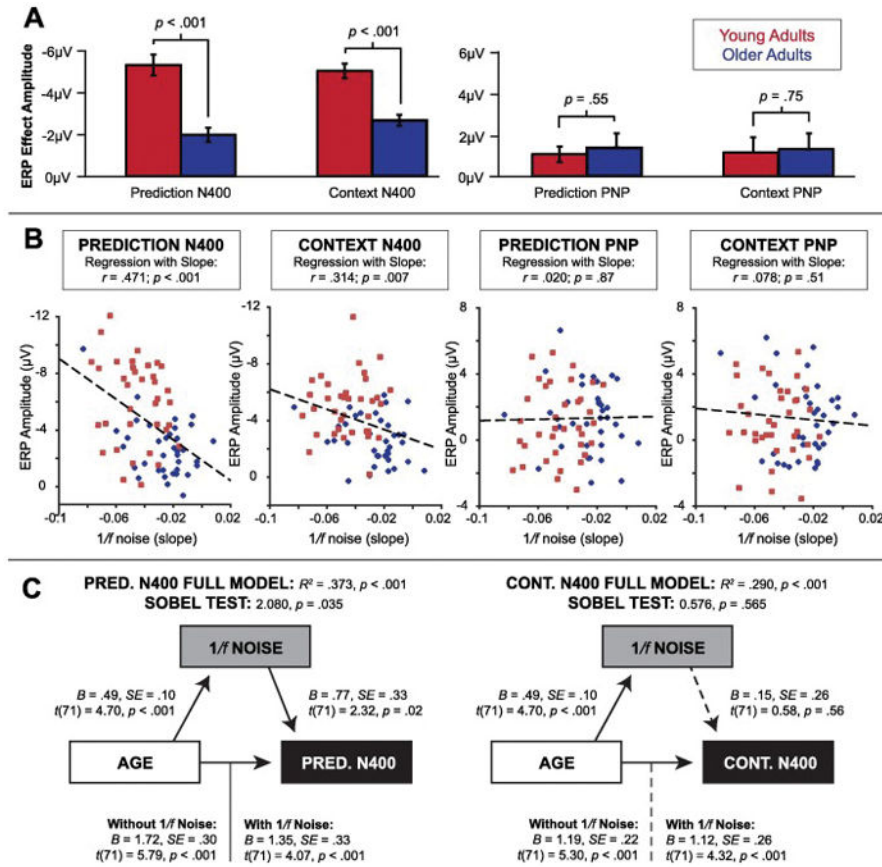 A
ERP Effect Amplitude
-6μV
-4μV
-2μV
0μV
p < .001
p < .001
Prediction N400
Context N400
6μV
4μV
2μV
0μV
p = .55
p = .75
Prediction PNP
Context PNP
Young Adults
Older Adults
B
PREDICTION N400
Regression with Slope:
r = .471; p < .001
CONTEXT N400
Regression with Slope:
r = .314; p = .007
PREDICTION PNP
Regression with Slope:
r = .020; p = .87
CONTEXT PNP
Regression with Slope:
r = .078; p = .51
ERP Amplitude (μV)
-12
-8
-4
0
-0.1
-0.06
-0.02
0.02
1/f noise (slope)
ERP Amplitude (μV)
-12
-8
-4
0
-0.1
-0.06
-0.02
0.02
1/f noise (slope)
ERP Amplitude (μV)
8
4
0
-4
-0.1
-0.06
-0.02
0.02
1/f noise (slope)
ERP Amplitude (μV)
8
4
0
-4
-0.1
-0.06
-0.02
0.02
1/f noise (slope)
C
PRED. N400 FULL MODEL: R² = .373, p < .001
SOBEL TEST: 2.080, p = .035
1/f NOISE
B = .49, SE = .10
t(71) = 4.70, p < .001
B = .77, SE = .33
t(71) = 2.32, p = .02
AGE
PRED. N400
Without 1/f Noise:
B = 1.72, SE = .30
t(71) = 5.79, p < .001
With 1/f Noise:
B = 1.35, SE = .33
t(71) = 4.07, p < .001
CONT. N400 FULL MODEL: R² = .290, p < .001
SOBEL TEST: 0.576, p = .565
1/f NOISE
B = .49, SE = .10
t(71) = 4.70, p < .001
B = .15, SE = .26
t(71) = 0.58, p = .56
AGE
CONT. N400
Without 1/f Noise:
B = 1.19, SE = .22
t(71) = 5.30, p < .001
With 1/f Noise:
B = 1.12, SE = .26
t(71) = 4.32, p < .001